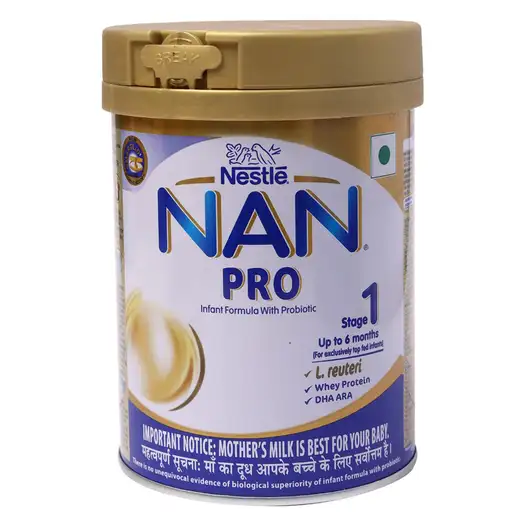 BREAK
Nestlé
NAN®
PRO
Infant Formula With Probiotic
Stage 1
Up to 6 months
(For exclusively top fed infants)
L. reuteri
Whey Protein
DHA ARA
IMPORTANT NOTICE: MOTHER'S MILK IS BEST FOR YOUR BABY.
महत्वपूर्ण सूचना: माँ का दूध आपके बच्चे के लिए सर्वोत्तम है।
There is no unequivocal evidence of biological superiority of infant formula with probiotic.